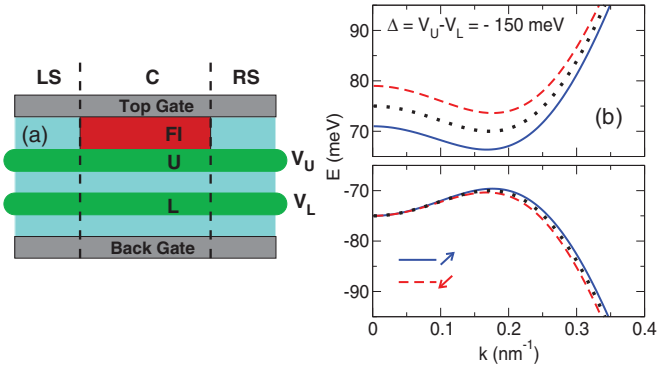 LS C RS
Top Gate
(a) FI
U V_U
L V_L
Back Gate
Δ = V_U-V_L = - 150 meV
(b)
90
80
70
-70
-80
-90
E (meV)
0 0.1 0.2 0.3 0.4
k (nm⁻¹)